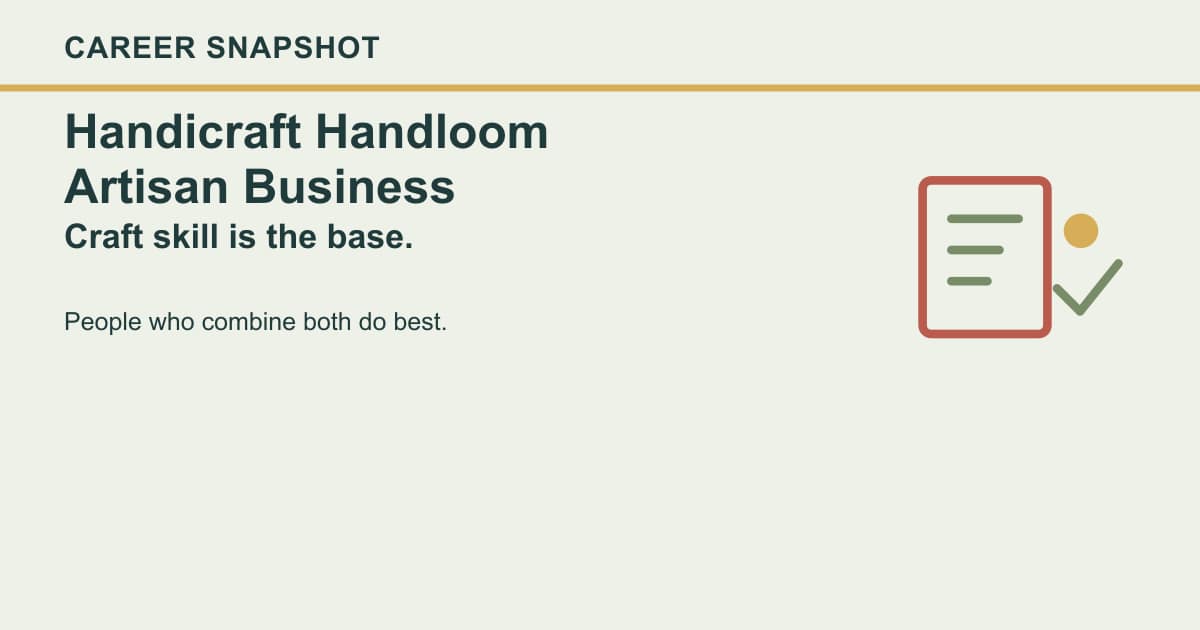 CAREER SNAPSHOT
Handicraft Handloom
Artisan Business
Craft skill is the base.
People who combine both do best.